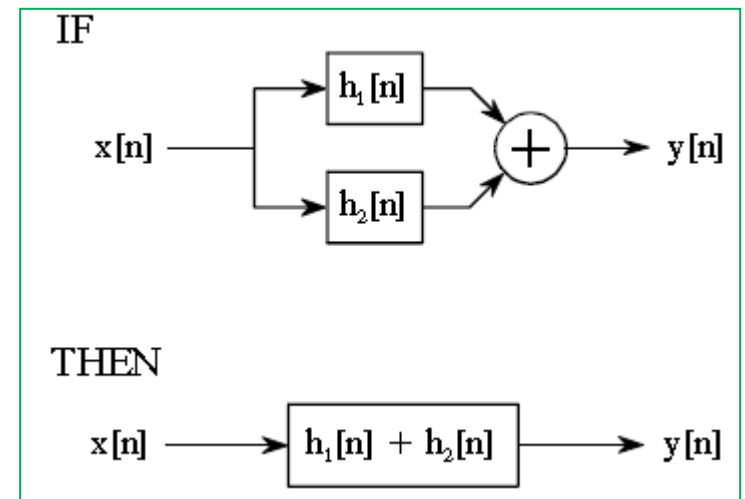 IF
h₁[n]
x[n] + y[n]
h₂[n]
THEN
x[n] h₁[n] + h₂[n] y[n]